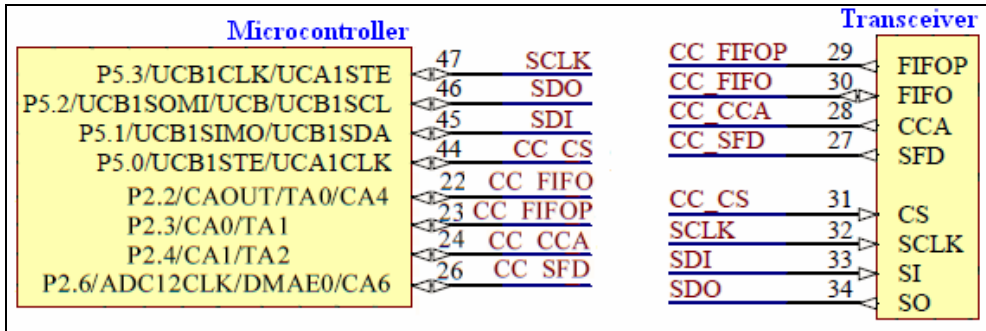 Microcontroller
P5.3/UCB1CLK/UCA1STE 47 SCLK
P5.2/UCB1SOMI/UCB/UCB1SCL 46 SDO
P5.1/UCB1SIMO/UCB1SDA 45 SDI
P5.0/UCB1STE/UCA1CLK 44 CC_CS
P2.2/CAOUT/TA0/CA4 22 CC_FIFO
P2.3/CA0/TA1 23 CC_FIFOP
P2.4/CA1/TA2 24 CC_CCA
P2.6/ADC12CLK/DMAE0/CA6 26 CC_SFD
Transceiver
CC_FIFOP 29 FIFOP
CC_FIFO 30 FIFO
CC_CCA 28 CCA
CC_SFD 27 SFD
CC_CS 31 CS
SCLK 32 SCLK
SDI 33 SI
SDO 34 SO